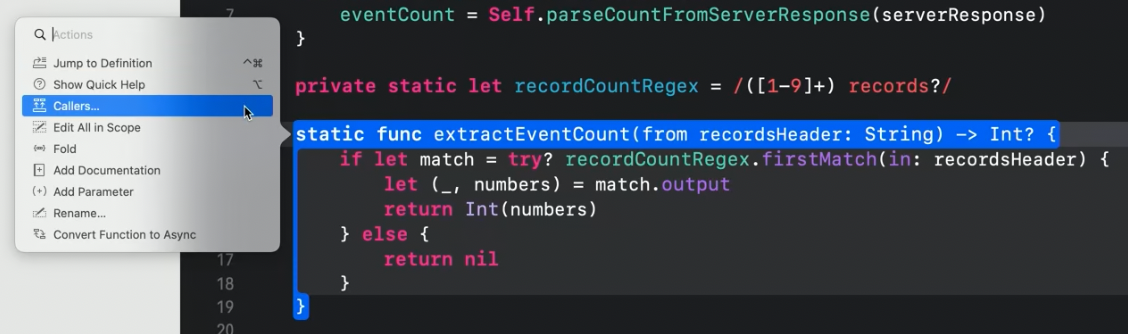 Actions
Jump to Definition ^⌘
Show Quick Help ⌥
Callers...
Edit All in Scope
Fold
Add Documentation
Add Parameter
Rename...
Convert Function to Async
7 eventCount = Self.parseCountFromServerResponse(serverResponse)
}
private static let recordCountRegex = /([1-9]+) records?/
static func extractEventCount(from recordsHeader: String) -> Int? {
if let match = try? recordCountRegex.firstMatch(in: recordsHeader) {
let (_, numbers) = match.output
return Int(numbers)
} else {
17 return nil
18 }
19 }
20